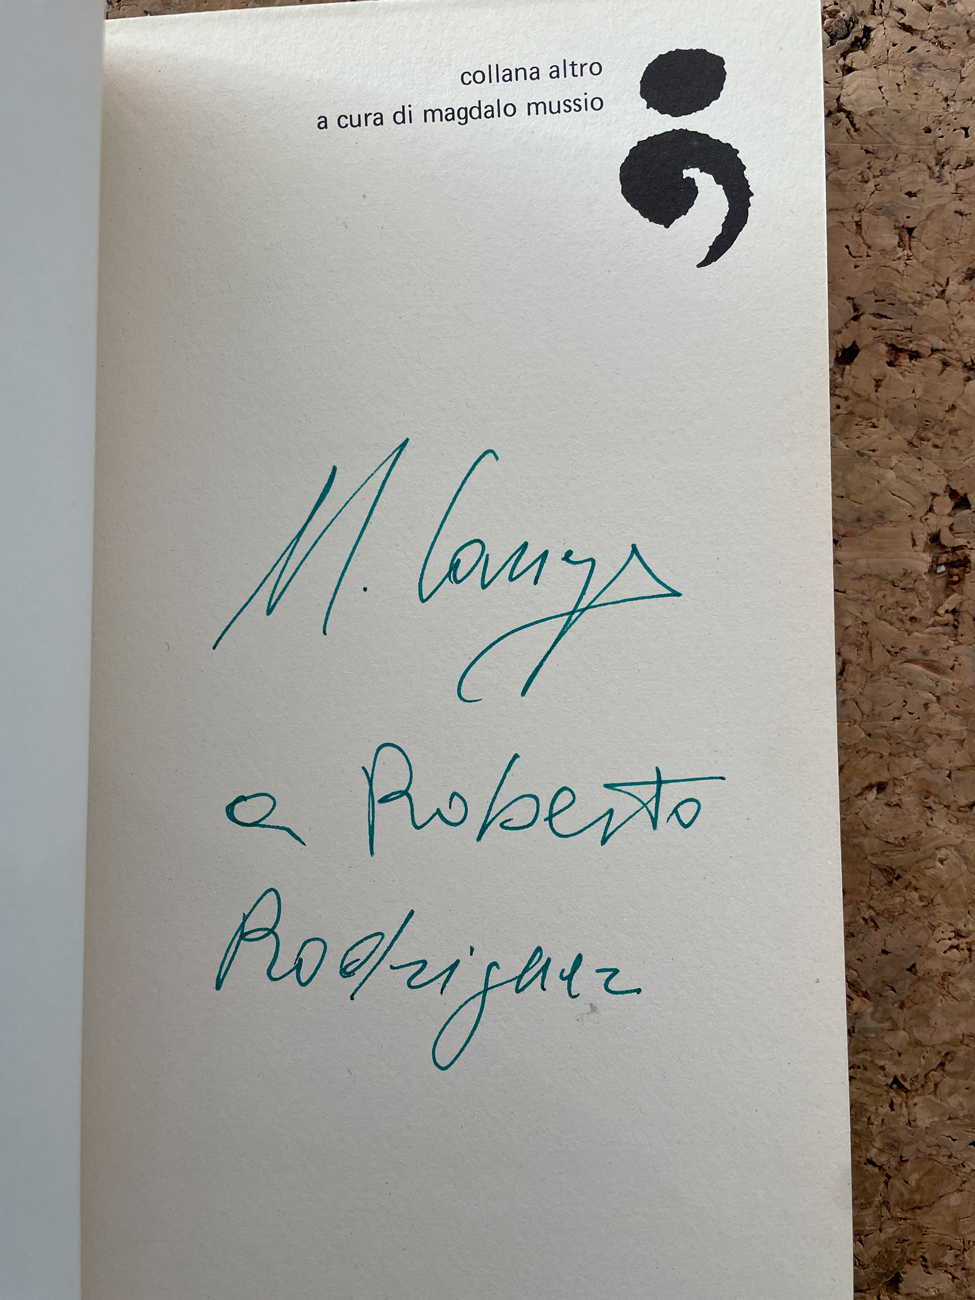 collana altro
a cura di magdalo mussio
;
M.
a Roberto
Rodriguez